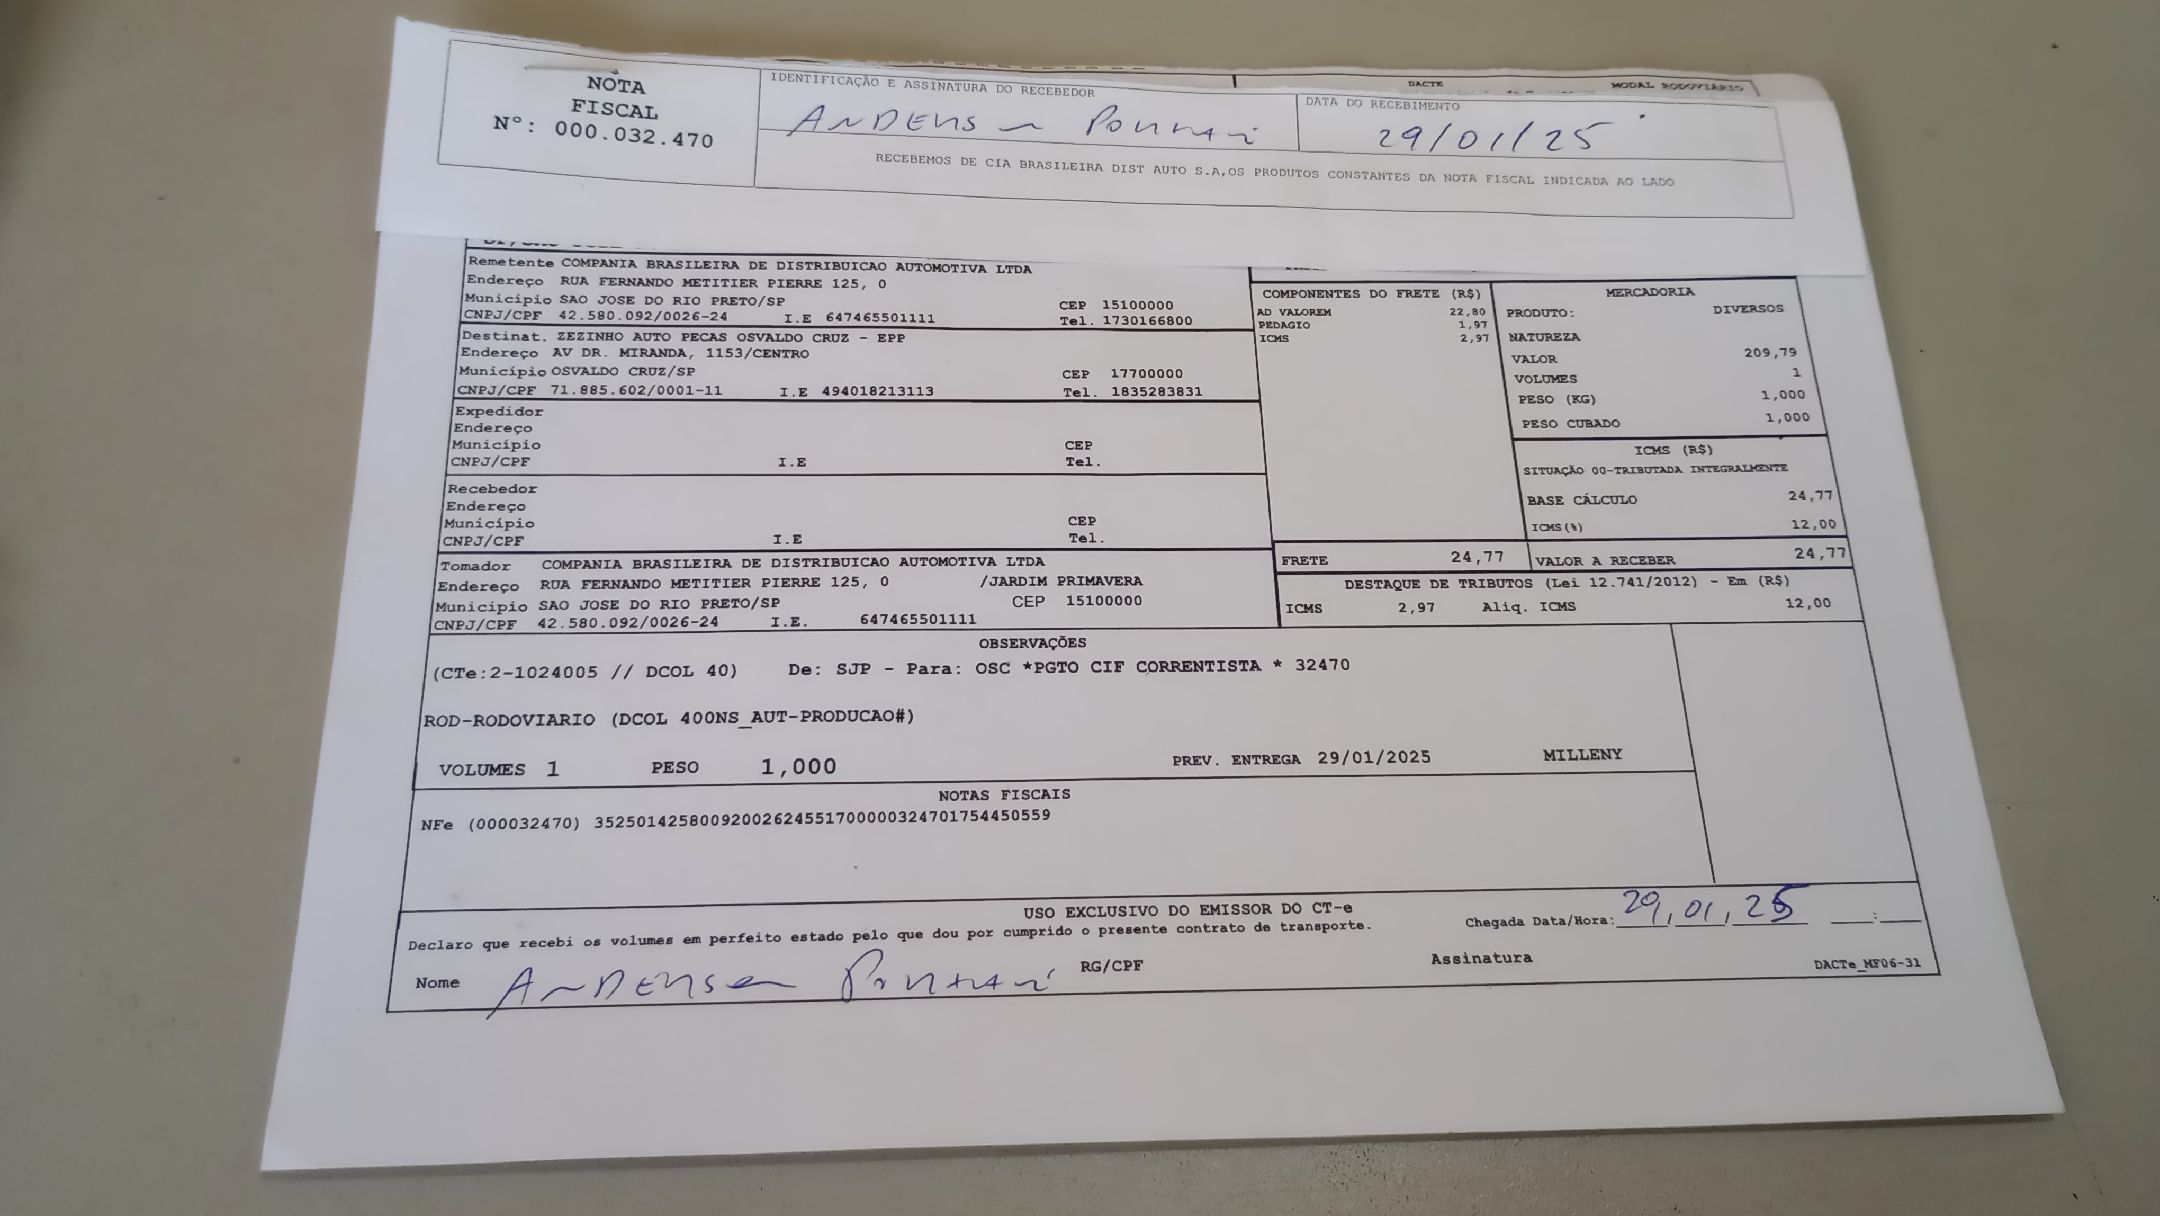 NOTA
FISCAL
Nº: 000.032.470
IDENTIFICAÇÃO E ASSINATURA DO RECEBEDOR
DATA DO RECEBIMENTO
29/01/25
RECEBEMOS DE CIA BRASILEIRA DIST AUTO S.A,OS PRODUTOS CONSTANTES DA NOTA FISCAL INDICADA AO LADO
DACTE
MODAL RODOVIÁRIO
Remetente COMPANIA BRASILEIRA DE DISTRIBUICAO AUTOMOTIVA LTDA
Endereço RUA FERNANDO METITIER PIERRE 125, 0
Município SAO JOSE DO RIO PRETO/SP CEP 15100000
CNPJ/CPF 42.580.092/0026-24 I.E 647465501111 Tel. 1730166800
Destinat. ZEZINHO AUTO PECAS OSVALDO CRUZ - EPP
Endereço AV DR. MIRANDA, 1153/CENTRO
Município OSVALDO CRUZ/SP CEP 17700000
CNPJ/CPF 71.885.602/0001-11 I.E 494018213113 Tel. 1835283831
Expedidor
Endereço
Município CEP
CNPJ/CPF I.E Tel.
Recebedor
Endereço
Município CEP
CNPJ/CPF I.E Tel.
Tomador COMPANIA BRASILEIRA DE DISTRIBUICAO AUTOMOTIVA LTDA
Endereço RUA FERNANDO METITIER PIERRE 125, 0 /JARDIM PRIMAVERA
Município SAO JOSE DO RIO PRETO/SP CEP 15100000
CNPJ/CPF 42.580.092/0026-24 I.E. 647465501111
COMPONENTES DO FRETE (R$)
AD VALOREM 22,80
PEDAGIO 1,97
ICMS 2,97
MERCADORIA
PRODUTO: DIVERSOS
NATUREZA
VALOR 209,79
VOLUMES 1
PESO (KG) 1,000
PESO CUBADO 1,000
ICMS (R$)
SITUAÇÃO 00-TRIBUTADA INTEGRALMENTE
BASE CÁLCULO 24,77
ICMS(%) 12,00
FRETE 24,77 VALOR A RECEBER 24,77
DESTAQUE DE TRIBUTOS (Lei 12.741/2012) - Em (R$)
ICMS 2,97 Aliq. ICMS 12,00
OBSERVAÇÕES
(CTe:2-1024005 // DCOL 40) De: SJP - Para: OSC *PGTO CIF CORRENTISTA * 32470
ROD-RODOVIARIO (DCOL 400NS_AUT-PRODUCAO#)
VOLUMES 1 PESO 1,000 PREV. ENTREGA 29/01/2025 MILLENY
NOTAS FISCAIS
NFe (000032470) 35250142580092002624551700000324701754450559
USO EXCLUSIVO DO EMISSOR DO CT-e
Declaro que recebi os volumes em perfeito estado pelo que dou por cumprido o presente contrato de transporte.
Chegada Data/Hora: 29,01,25 __:__
Nome RG/CPF Assinatura
DACTe_MF06-31